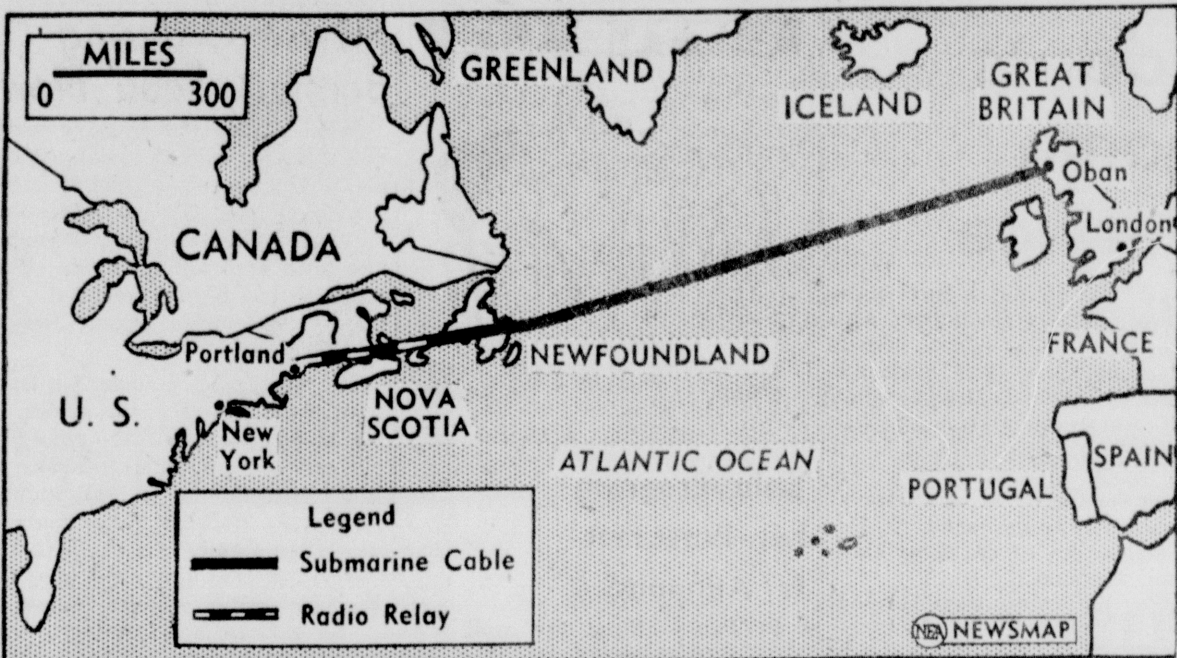 MILES
0 300
GREENLAND
ICELAND
GREAT
BRITAIN
Oban
London
CANADA
Portland
NEWFOUNDLAND
FRANCE
U. S.
NOVA
SCOTIA
New
York
ATLANTIC OCEAN
SPAIN
PORTUGAL
Legend
Submarine Cable
Radio Relay
NEA NEWSMAP